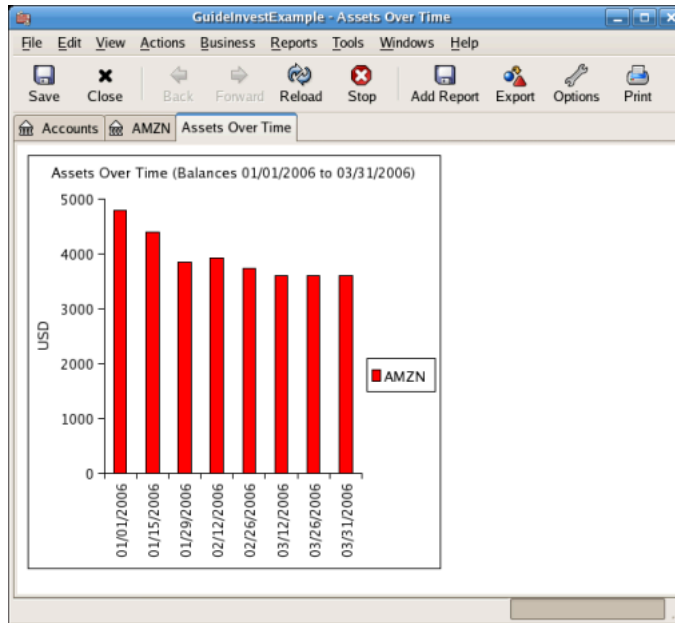 GuideInvestExample - Assets Over Time
File Edit View Actions Business Reports Tools Windows Help
Save Close Back Forward Reload Stop Add Report Export Options Print
Accounts AMZN Assets Over Time
Assets Over Time (Balances 01/01/2006 to 03/31/2006)
5000
4000
3000
2000
1000
0
USD
AMZN
01/01/2006
01/15/2006
01/29/2006
02/12/2006
02/26/2006
03/12/2006
03/26/2006
03/31/2006